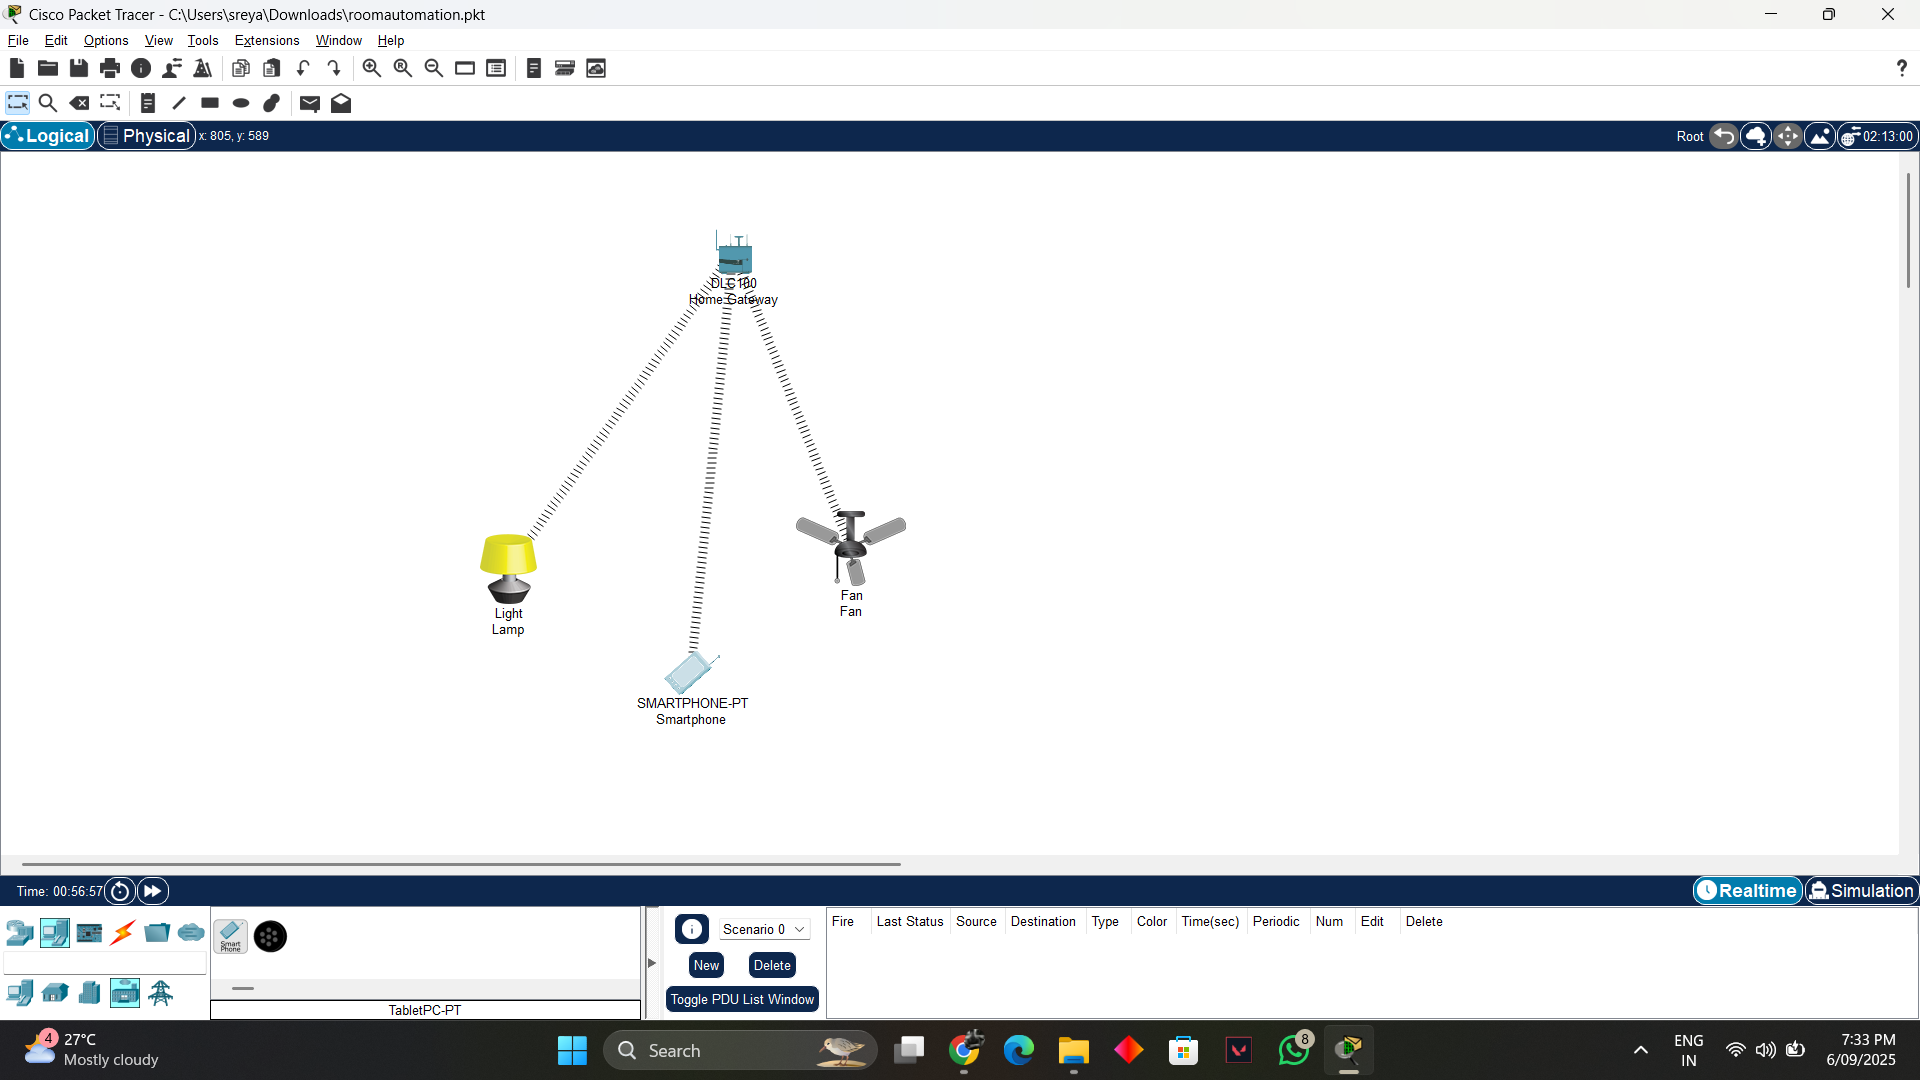 Cisco Packet Tracer - C:\Users\sreya\Downloads\roomautomation.pkt
File Edit Options View Tools Extensions Window Help
?
Logical Physical x: 805, y: 589 Root 02:13:00
DLC100
Home Gateway
Fan
Fan
Light
Lamp
SMARTPHONE-PT
Smartphone
Time: 00:56:57 Realtime Simulation
Smart
Phone
TabletPC-PT
Scenario 0
New Delete
Toggle PDU List Window
Fire Last Status Source Destination Type Color Time(sec) Periodic Num Edit Delete
4
27°C
Mostly cloudy
Search
8
ENG
IN
7:33 PM
6/09/2025